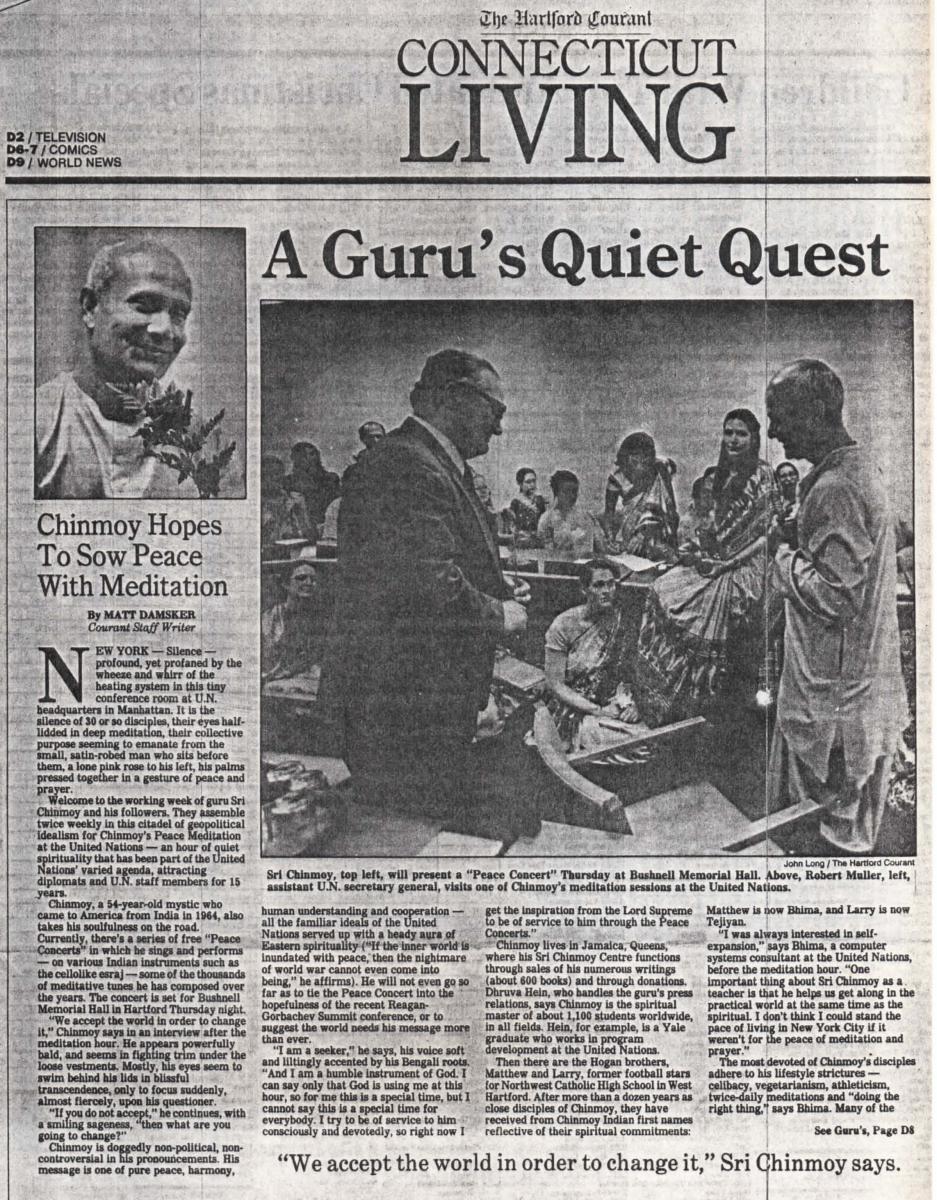 The Hartford Courant
CONNECTICUT
LIVING
D2 / TELEVISION
D6-7 / COMICS
D9 / WORLD NEWS
A Guru's Quiet Quest
Chinmoy Hopes
To Sow Peace
With Meditation
By MATT DAMSKER
Courant Staff Writer
NEW YORK — Silence —
profound, yet profaned by the
wheeze and whirr of the
heating system in this tiny
conference room at U.N.
headquarters in Manhattan. It is the
silence of 30 or so disciples, their eyes half-
lidded in deep meditation, their collective
purpose seeming to emanate from the
small, satin-robed man who sits before
them, a lone pink rose to his left, his palms
pressed together in a gesture of peace and
prayer.
Welcome to the working week of guru Sri
Chinmoy and his followers. They assemble
twice weekly in this citadel of geopolitical
idealism for Chinmoy's Peace Meditation
at the United Nations — an hour of quiet
spirituality that has been part of the United
Nations' varied agenda, attracting
diplomats and U.N. staff members for 15
years.
Chinmoy, a 54-year-old mystic who
came to America from India in 1964, also
takes his soulfulness on the road.
Currently, there's a series of free "Peace
Concerts" in which he sings and performs
— on various Indian instruments such as
the cellolike esraj — some of the thousands
of meditative tunes he has composed over
the years. The concert is set for Bushnell
Memorial Hall in Hartford Thursday night.
"We accept the world in order to change
it," Chinmoy says in an interview after the
meditation hour. He appears powerfully
bald, and seems in fighting trim under the
loose vestments. Mostly, his eyes seem to
swim behind his lids in blissful
transcendence, only to focus suddenly,
almost fiercely, upon his questioner.
"If you do not accept," he continues, with
a smiling sageness, "then what are you
going to change?"
Chinmoy is doggedly non-political, non-
controversial in his pronouncements. His
message is one of pure peace, harmony,
John Long / The Hartford Courant
Sri Chinmoy, top left, will present a "Peace Concert" Thursday at Bushnell Memorial Hall. Above, Robert Muller, left,
assistant U.N. secretary general, visits one of Chinmoy's meditation sessions at the United Nations.
human understanding and cooperation —
all the familiar ideals of the United
Nations served up with a heady aura of
Eastern spirituality ("If the inner world is
inundated with peace, then the nightmare
of world war cannot even come into
being," he affirms). He will not even go so
far as to tie the Peace Concert into the
hopefulness of the recent Reagan-
Gorbachev Summit conference, or to
suggest the world needs his message more
than ever.
"I am a seeker," he says, his voice soft
and liltingly accented by his Bengali roots.
"And I am a humble instrument of God. I
can say only that God is using me at this
hour, so for me this is a special time, but I
cannot say this is a special time for
everybody. I try to be of service to him
consciously and devotedly, so right now I
get the inspiration from the Lord Supreme
to be of service to him through the Peace
Concerts."
Chinmoy lives in Jamaica, Queens,
where his Sri Chinmoy Centre functions
through sales of his numerous writings
(about 600 books) and through donations.
Dhruva Hein, who handles the guru's press
relations, says Chinmoy is the spiritual
master of about 1,100 students worldwide,
in all fields. Hein, for example, is a Yale
graduate who works in program
development at the United Nations.
Then there are the Hogan brothers,
Matthew and Larry, former football stars
for Northwest Catholic High School in West
Hartford. After more than a dozen years as
close disciples of Chinmoy, they have
received from Chinmoy Indian first names
reflective of their spiritual commitments:
Matthew is now Bhima, and Larry is now
Tejiyan.
"I was always interested in self-
expansion," says Bhima, a computer
systems consultant at the United Nations,
before the meditation hour. "One
important thing about Sri Chinmoy as a
teacher is that he helps us get along in the
practical world at the same time as the
spiritual. I don't think I could stand the
pace of living in New York City if it
weren't for the peace of meditation and
prayer."
The most devoted of Chinmoy's disciples
adhere to his lifestyle strictures —
celibacy, vegetarianism, athleticism,
twice-daily meditations and "doing the
right thing," says Bhima. Many of the
See Guru's, Page D8
"We accept the world in order to change it," Sri Chinmoy says.